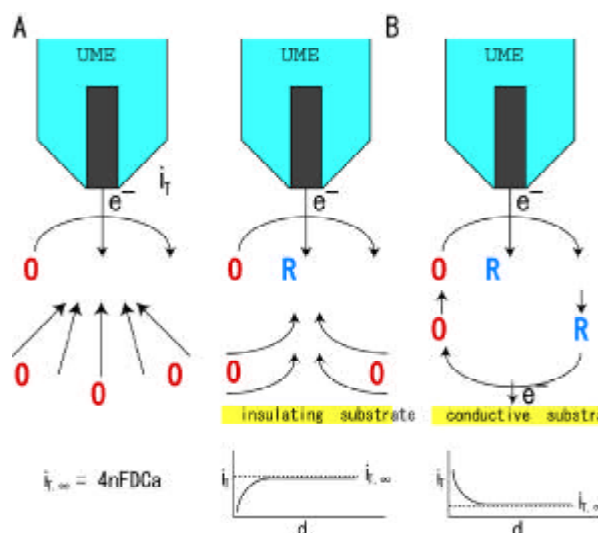 A
B
UME
UME
UME
iT
e−
e−
e−
O
O R
O R
O R
O O O
O O
e−
insulating substrate
conductive substra
iT,∞ = 4nFDCa
iT
iT,∞
d
iT
iT,∞
d